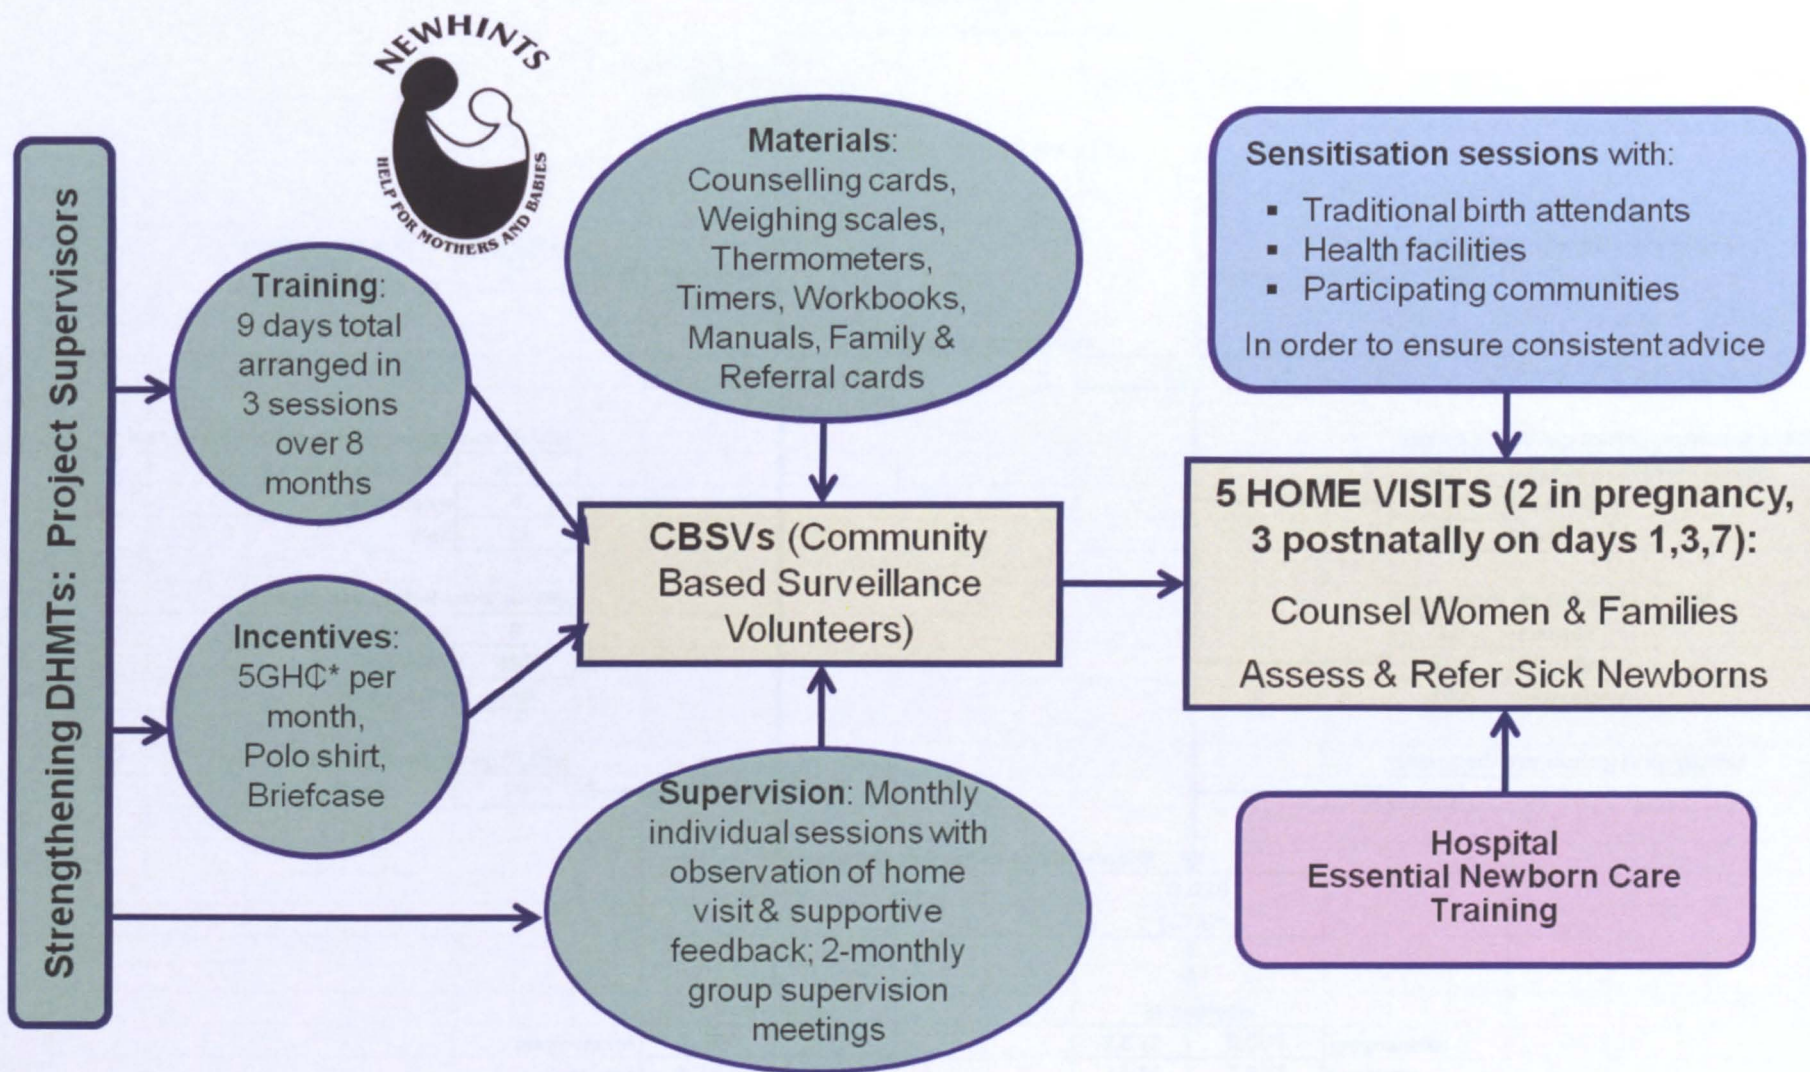 NEWHINTS
HELP FOR MOTHERS AND BABIES
Strengthening DHMTs: Project Supervisors
Training:
9 days total
arranged in
3 sessions
over 8
months
Incentives:
5GH₵* per
month,
Polo shirt,
Briefcase
Materials:
Counselling cards,
Weighing scales,
Thermometers,
Timers, Workbooks,
Manuals, Family &
Referral cards
CBSVs (Community
Based Surveillance
Volunteers)
Supervision: Monthly
individual sessions with
observation of home
visit & supportive
feedback; 2-monthly
group supervision
meetings
Sensitisation sessions with:
▪ Traditional birth attendants
▪ Health facilities
▪ Participating communities
In order to ensure consistent advice
5 HOME VISITS (2 in pregnancy,
3 postnatally on days 1,3,7):
Counsel Women & Families
Assess & Refer Sick Newborns
Hospital
Essential Newborn Care
Training